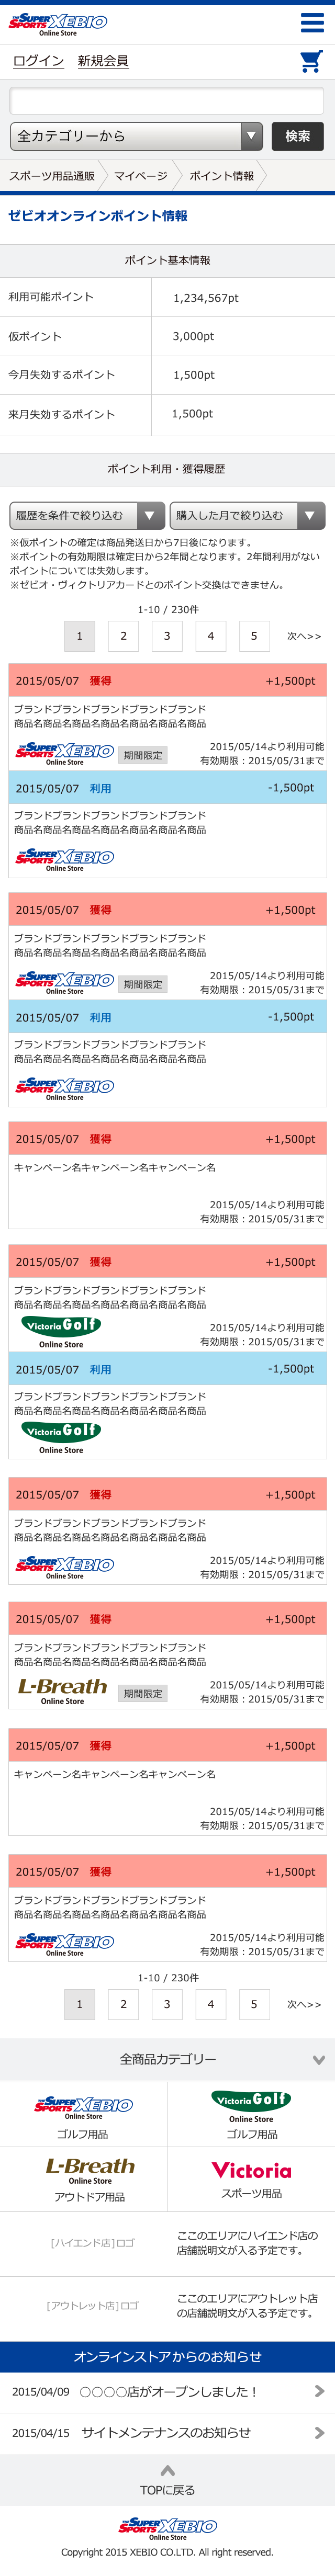 THE SUPER SPORTS XEBIO
Online Store
ログイン 新規会員
全カテゴリーから ▼ 検索
スポーツ用品通販 マイページ ポイント情報
ゼビオオンラインポイント情報
ポイント基本情報
利用可能ポイント 1,234,567pt
仮ポイント 3,000pt
今月失効するポイント 1,500pt
来月失効するポイント 1,500pt
ポイント利用・獲得履歴
履歴を条件で絞り込む ▼ 購入した月で絞り込む ▼
※仮ポイントの確定は商品発送日から7日後になります。
※ポイントの有効期限は確定日から2年間となります。2年間利用がない
ポイントについては失効します。
※ゼビオ・ヴィクトリアカードとのポイント交換はできません。
1-10 / 230件
1 2 3 4 5 次へ>>
2015/05/07 獲得 +1,500pt
ブランドブランドブランドブランドブランド
商品名商品名商品名商品名商品名商品名商品
2015/05/14より利用可能
THE SUPER SPORTS XEBIO Online Store 期間限定 有効期限：2015/05/31まで
2015/05/07 利用 -1,500pt
ブランドブランドブランドブランドブランド
商品名商品名商品名商品名商品名商品名商品
THE SUPER SPORTS XEBIO
Online Store
2015/05/07 獲得 +1,500pt
ブランドブランドブランドブランドブランド
商品名商品名商品名商品名商品名商品名商品
2015/05/14より利用可能
THE SUPER SPORTS XEBIO Online Store 期間限定 有効期限：2015/05/31まで
2015/05/07 利用 -1,500pt
ブランドブランドブランドブランドブランド
商品名商品名商品名商品名商品名商品名商品
THE SUPER SPORTS XEBIO
Online Store
2015/05/07 獲得 +1,500pt
キャンペーン名キャンペーン名キャンペーン名
2015/05/14より利用可能
有効期限：2015/05/31まで
2015/05/07 獲得 +1,500pt
ブランドブランドブランドブランドブランド
商品名商品名商品名商品名商品名商品名商品
Victoria Golf 2015/05/14より利用可能
Online Store 有効期限：2015/05/31まで
2015/05/07 利用 -1,500pt
ブランドブランドブランドブランドブランド
商品名商品名商品名商品名商品名商品名商品
Victoria Golf
Online Store
2015/05/07 獲得 +1,500pt
ブランドブランドブランドブランドブランド
商品名商品名商品名商品名商品名商品名商品
THE SUPER SPORTS XEBIO 2015/05/14より利用可能
Online Store 有効期限：2015/05/31まで
2015/05/07 獲得 +1,500pt
ブランドブランドブランドブランドブランド
商品名商品名商品名商品名商品名商品名商品
L-Breath 2015/05/14より利用可能
Online Store 期間限定 有効期限：2015/05/31まで
2015/05/07 獲得 +1,500pt
キャンペーン名キャンペーン名キャンペーン名
2015/05/14より利用可能
有効期限：2015/05/31まで
2015/05/07 獲得 +1,500pt
ブランドブランドブランドブランドブランド
商品名商品名商品名商品名商品名商品名商品
THE SUPER SPORTS XEBIO 2015/05/14より利用可能
Online Store 有効期限：2015/05/31まで
1-10 / 230件
1 2 3 4 5 次へ>>
全商品カテゴリー
THE SUPER SPORTS XEBIO Online Store
ゴルフ用品
Victoria Golf Online Store
ゴルフ用品
L-Breath Online Store
アウトドア用品
Victoria
スポーツ用品
[ハイエンド店]ロゴ
ここのエリアにハイエンド店の
店舗説明文が入る予定です。
[アウトレット店]ロゴ
ここのエリアにアウトレット店
の店舗説明文が入る予定です。
オンラインストアからのお知らせ
2015/04/09 〇〇〇〇店がオープンしました！
2015/04/15 サイトメンテナンスのお知らせ
TOPに戻る
THE SUPER SPORTS XEBIO
Online Store
Copyright 2015 XEBIO CO.LTD. All right reserved.